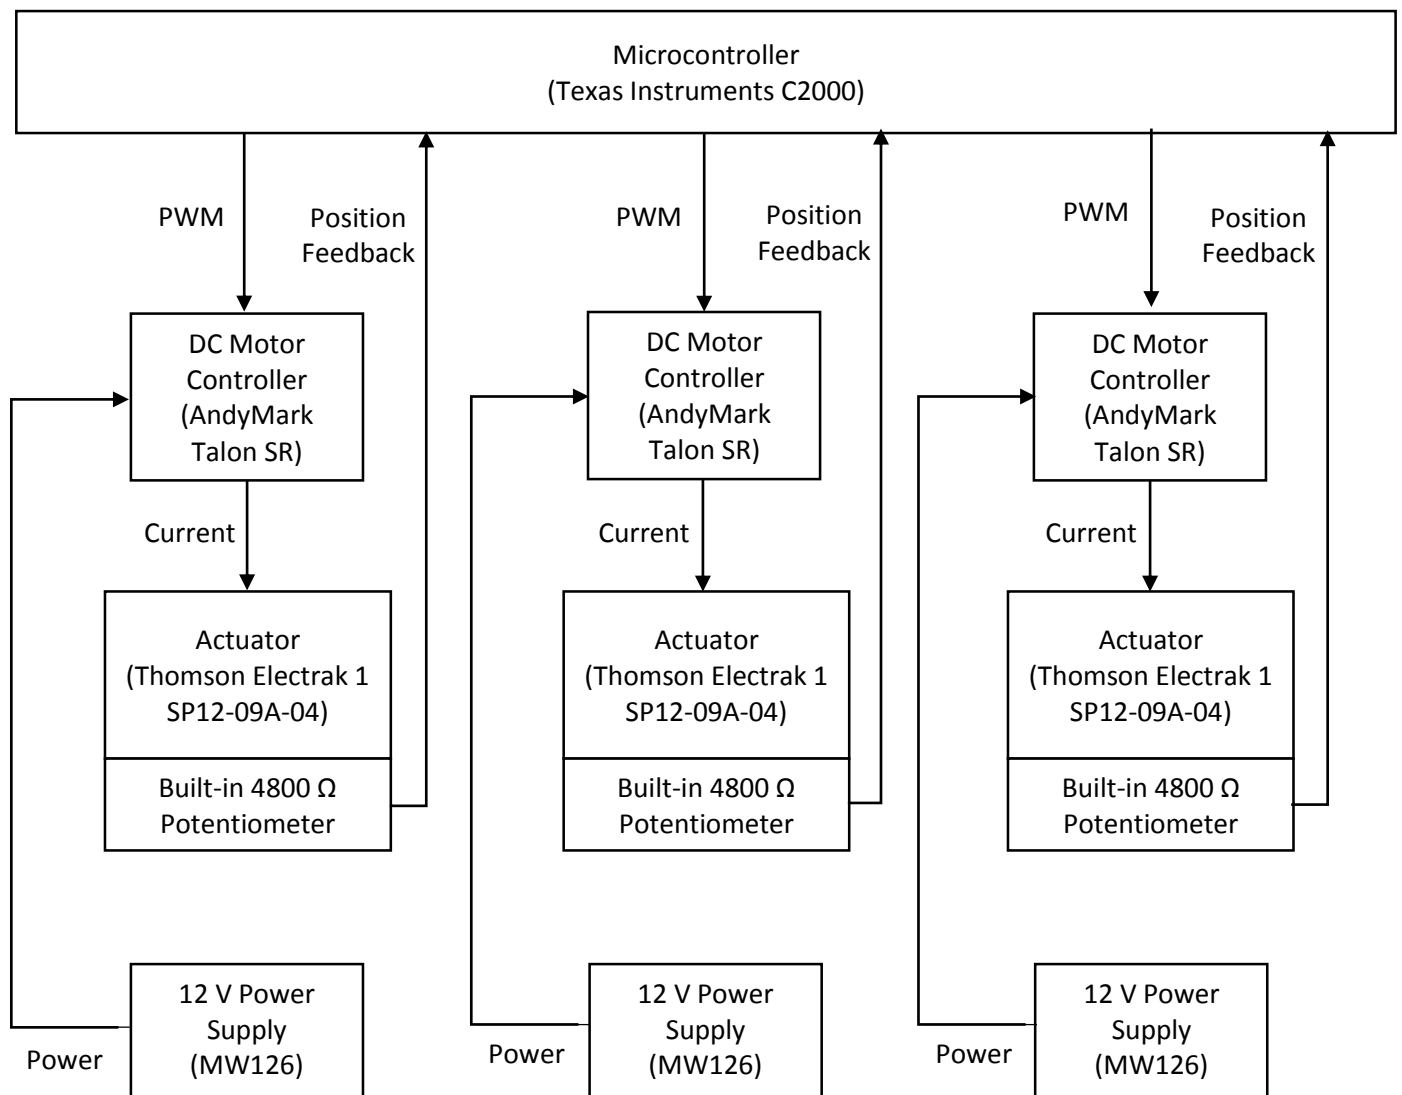 Microcontroller
(Texas Instruments C2000)
PWM
Position
Feedback
PWM
Position
Feedback
PWM
Position
Feedback
DC Motor
Controller
(AndyMark
Talon SR)
DC Motor
Controller
(AndyMark
Talon SR)
DC Motor
Controller
(AndyMark
Talon SR)
Current
Current
Current
Actuator
(Thomson Electrak 1
SP12-09A-04)
Actuator
(Thomson Electrak 1
SP12-09A-04)
Actuator
(Thomson Electrak 1
SP12-09A-04)
Built-in 4800 Ω
Potentiometer
Built-in 4800 Ω
Potentiometer
Built-in 4800 Ω
Potentiometer
Power
12 V Power
Supply
(MW126)
Power
12 V Power
Supply
(MW126)
Power
12 V Power
Supply
(MW126)